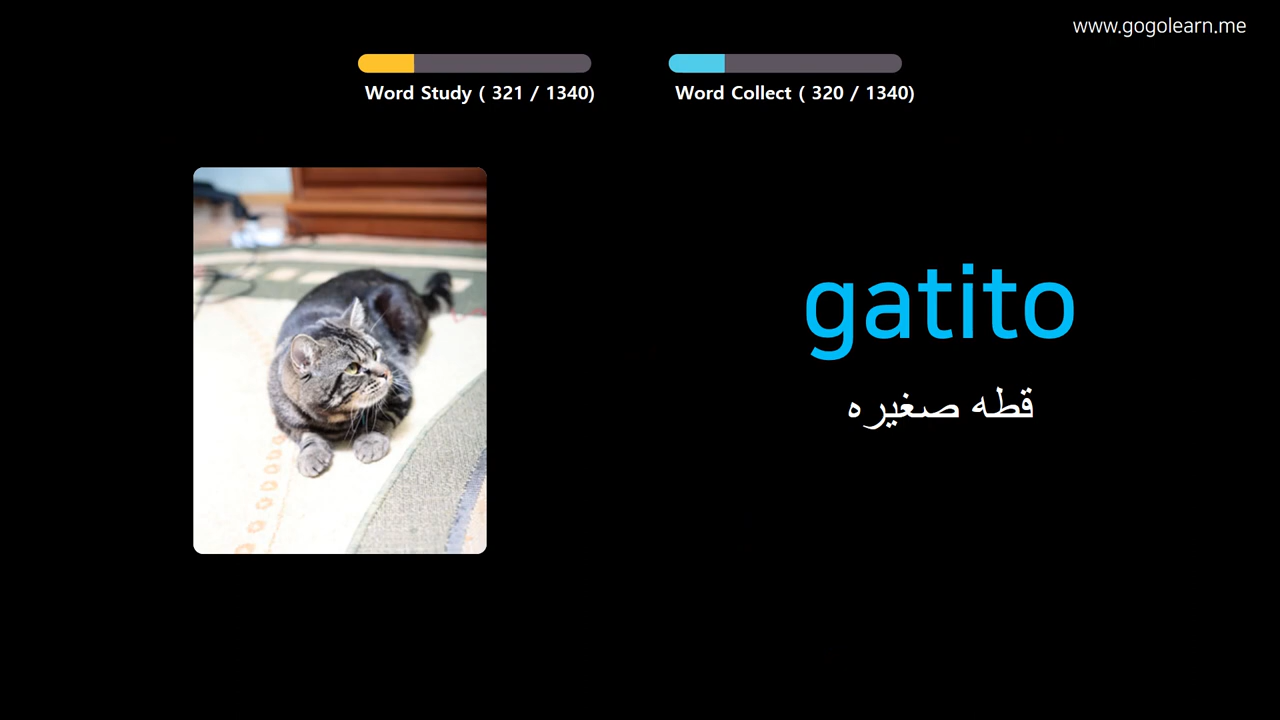 www.gogolearn.me
Word Study ( 321 / 1340)
Word Collect ( 320 / 1340)
gatito
قطه صغيره